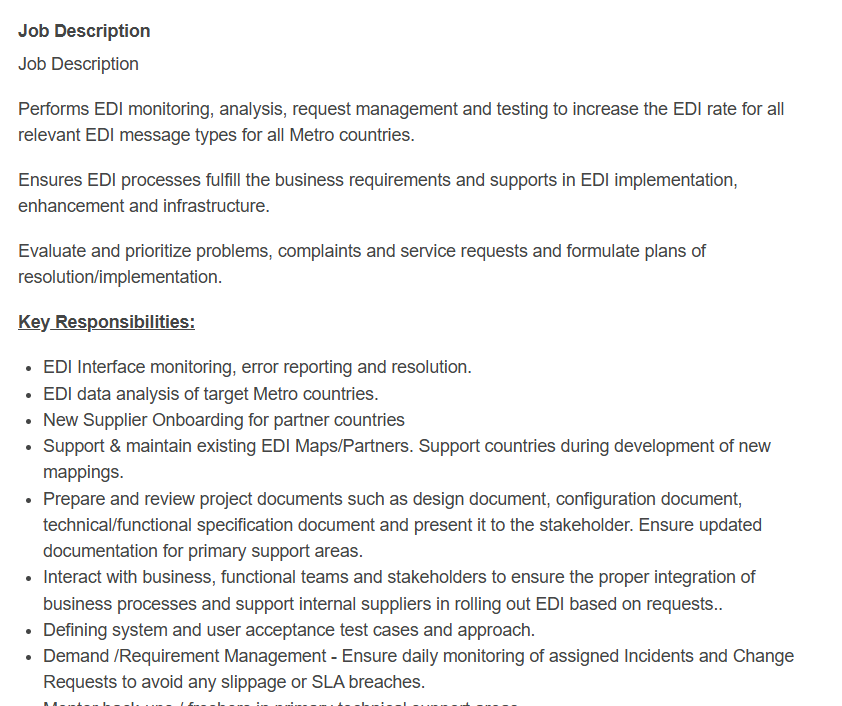 Job Description
Job Description
Performs EDI monitoring, analysis, request management and testing to increase the EDI rate for all
relevant EDI message types for all Metro countries.
Ensures EDI processes fulfill the business requirements and supports in EDI implementation,
enhancement and infrastructure.
Evaluate and prioritize problems, complaints and service requests and formulate plans of
resolution/implementation.
Key Responsibilities:
• EDI Interface monitoring, error reporting and resolution.
• EDI data analysis of target Metro countries.
• New Supplier Onboarding for partner countries
• Support & maintain existing EDI Maps/Partners. Support countries during development of new
mappings.
• Prepare and review project documents such as design document, configuration document,
technical/functional specification document and present it to the stakeholder. Ensure updated
documentation for primary support areas.
• Interact with business, functional teams and stakeholders to ensure the proper integration of
business processes and support internal suppliers in rolling out EDI based on requests..
• Defining system and user acceptance test cases and approach.
• Demand /Requirement Management - Ensure daily monitoring of assigned Incidents and Change
Requests to avoid any slippage or SLA breaches.